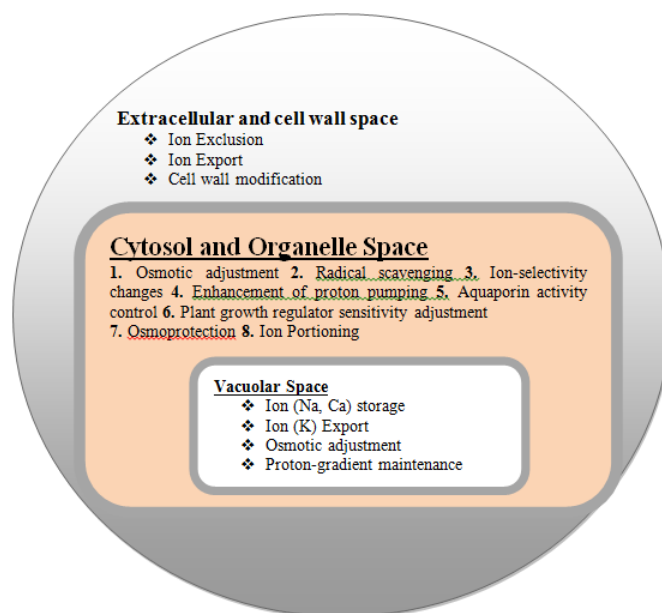 Extracellular and cell wall space
❖ Ion Exclusion
❖ Ion Export
❖ Cell wall modification
Cytosol and Organelle Space
1. Osmotic adjustment 2. Radical scavenging 3. Ion-selectivity
changes 4. Enhancement of proton pumping 5. Aquaporin activity
control 6. Plant growth regulator sensitivity adjustment
7. Osmoprotection 8. Ion Portioning
Vacuolar Space
❖ Ion (Na, Ca) storage
❖ Ion (K) Export
❖ Osmotic adjustment
❖ Proton-gradient maintenance